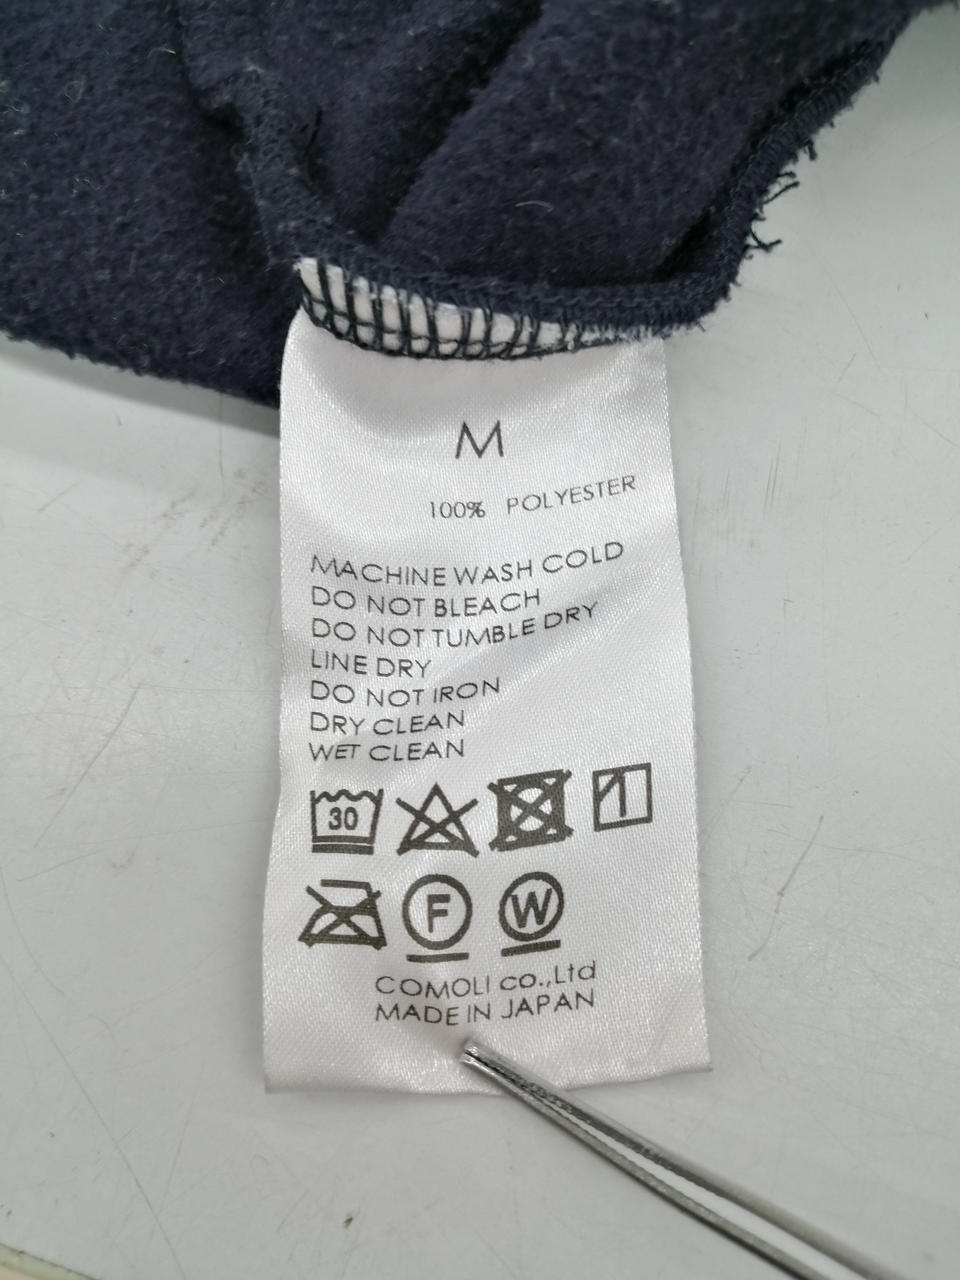 M
100% POLYESTER
MACHINE WASH COLD
DO NOT BLEACH
DO NOT TUMBLE DRY
LINE DRY
DO NOT IRON
DRY CLEAN
WET CLEAN
30
F W
COMOLI co.,Ltd
MADE IN JAPAN